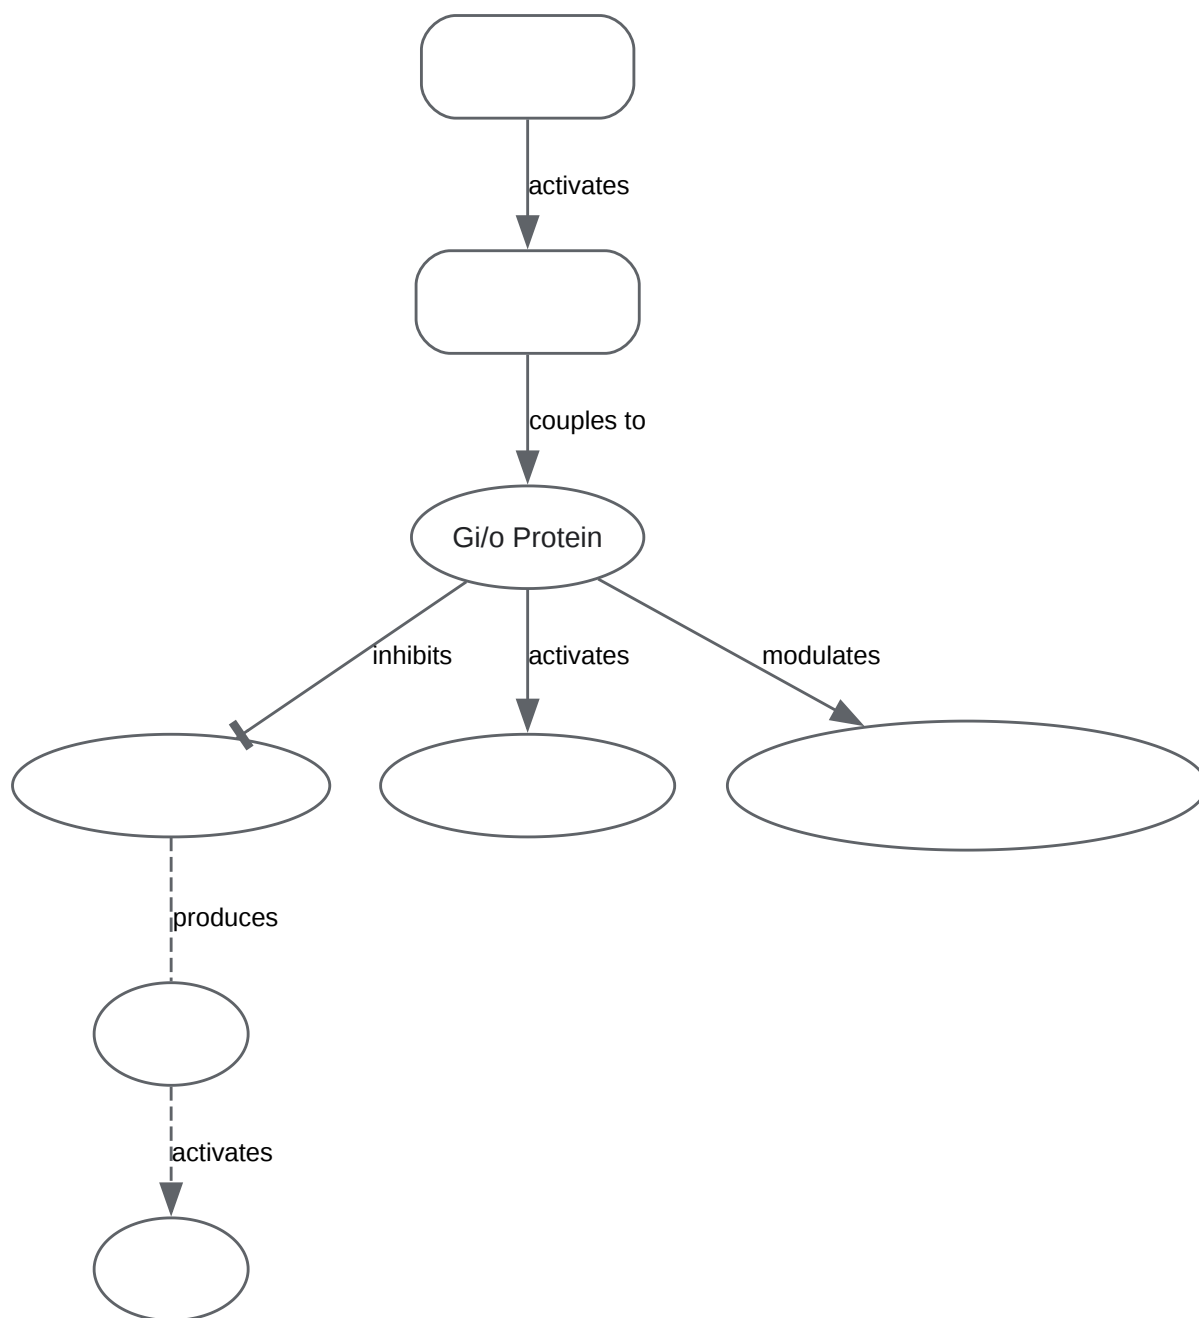 activates
couples to
Gi/o Protein
inhibits
activates
modulates
produces
activates